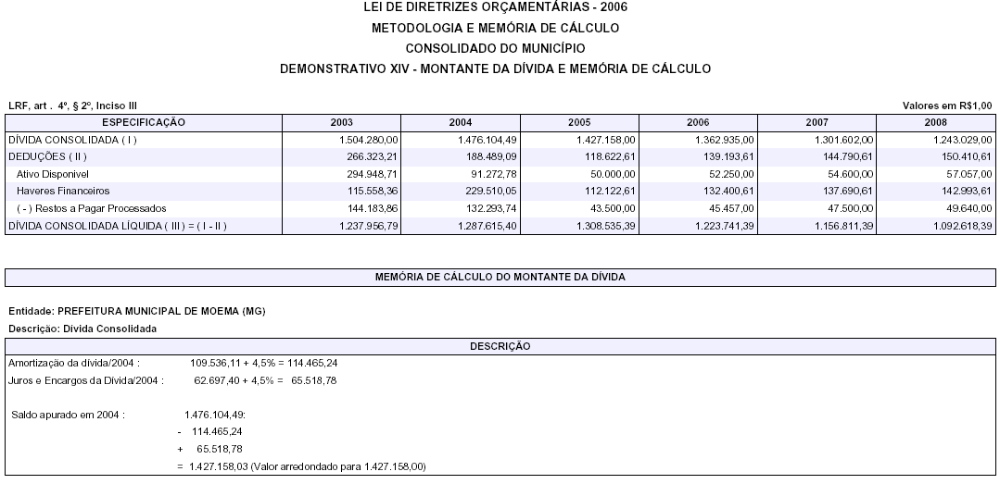 LEI DE DIRETRIZES ORÇAMENTÁRIAS - 2006
METODOLOGIA E MEMÓRIA DE CÁLCULO
CONSOLIDADO DO MUNICÍPIO
DEMONSTRATIVO XIV - MONTANTE DA DÍVIDA E MEMÓRIA DE CÁLCULO
LRF, art . 4º, § 2º, Inciso III Valores em R$1,00
ESPECIFICAÇÃO 2003 2004 2005 2006 2007 2008
DÍVIDA CONSOLIDADA ( I ) 1.504.280,00 1.476.104,49 1.427.158,00 1.362.935,00 1.301.602,00 1.243.029,00
DEDUÇÕES ( II ) 266.323,21 188.489,09 118.622,61 139.193,61 144.790,61 150.410,61
Ativo Disponivel 294.948,71 91.272,78 50.000,00 52.250,00 54.600,00 57.057,00
Haveres Financeiros 115.558,36 229.510,05 112.122,61 132.400,61 137.690,61 142.993,61
( - ) Restos a Pagar Processados 144.183,86 132.293,74 43.500,00 45.457,00 47.500,00 49.640,00
DÍVIDA CONSOLIDADA LÍQUIDA ( III ) = ( I - II ) 1.237.956,79 1.287.615,40 1.308.535,39 1.223.741,39 1.156.811,39 1.092.618,39
MEMÓRIA DE CÁLCULO DO MONTANTE DA DÍVIDA
Entidade: PREFEITURA MUNICIPAL DE MOEMA (MG)
Descrição: Dívida Consolidada
DESCRIÇÃO
Amortização da dívida/2004 : 109.536,11 + 4,5% = 114.465,24
Juros e Encargos da Dívida/2004 : 62.697,40 + 4,5% = 65.518,78
Saldo apurado em 2004 : 1.476.104,49:
- 114.465,24
+ 65.518,78
= 1.427.158,03 (Valor arredondado para 1.427.158,00)